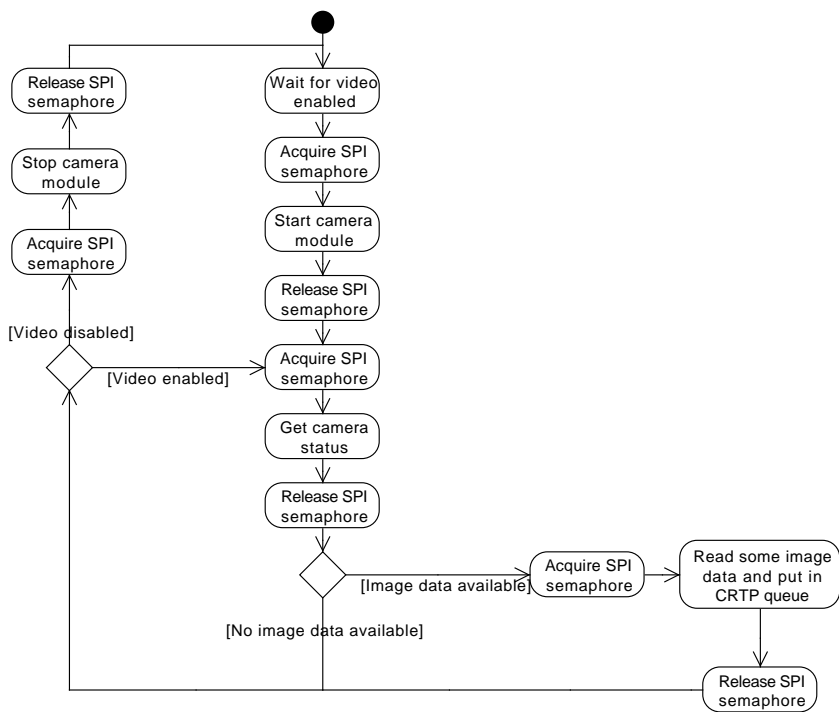 Release SPI
semaphore
Wait for video
enabled
Stop camera
module
Acquire SPI
semaphore
Acquire SPI
semaphore
Start camera
module
Release SPI
semaphore
[Video disabled]
[Video enabled]
Acquire SPI
semaphore
Get camera
status
Release SPI
semaphore
[Image data available]
Acquire SPI
semaphore
Read some image
data and put in
CRTP queue
[No image data available]
Release SPI
semaphore